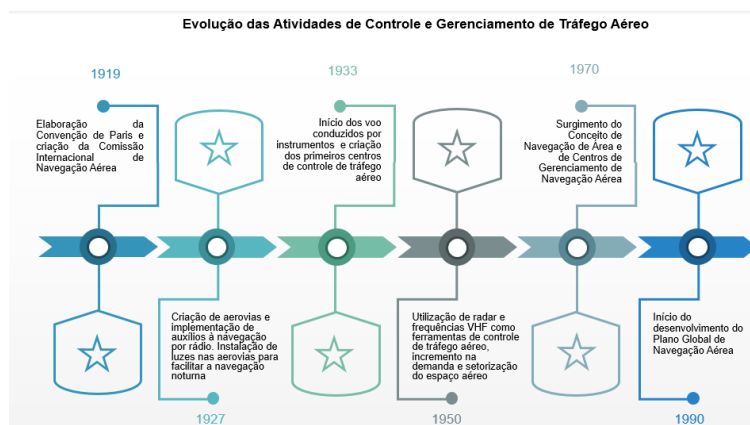 Evolução das Atividades de Controle e Gerenciamento de Tráfego Aéreo
1919
Elaboração da
Convenção de Paris e
criação da Comissão
Internacional de
Navegação Aérea
Criação de aerovias e
implementação de
auxílios à navegação
por rádio. Instalação de
luzes nas aerovias para
facilitar a navegação
noturna
1927
1933
Início dos voo
conduzidos por
instrumentos e criação
dos primeiros centros
de controle de tráfego
aéreo
Utilização de radar e
frequências VHF como
ferramentas de controle
de tráfego aéreo,
incremento na
demanda e setorização
do espaço aéreo
1950
1970
Surgimento do
Conceito de
Navegação de Área e
de Centros de
Gerenciamento de
Navegação Aérea
Início do
desenvolvimento do
Plano Global de
Navegação Aérea
1990